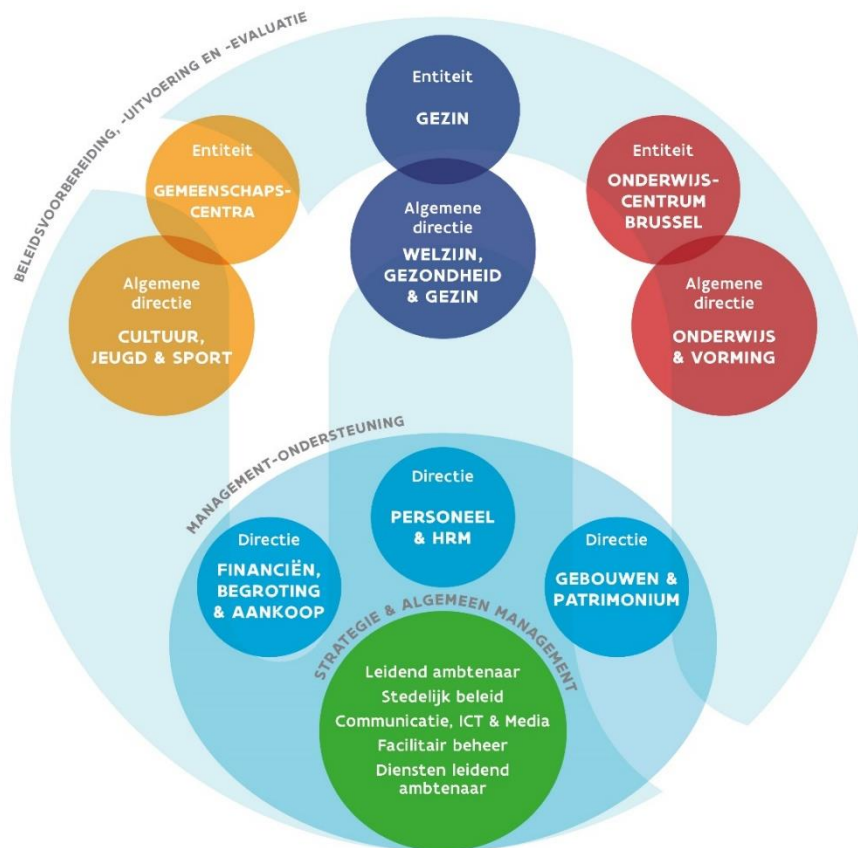 BELEIDSVOORBEREIDING, -UITVOERING EN -EVALUATIE
Entiteit
GEZIN
Entiteit
GEMEENSCHAPS-
CENTRA
Entiteit
ONDERWIJS-
CENTRUM
BRUSSEL
Algemene
directie
WELZIJN,
GEZONDHEID
& GEZIN
Algemene
directie
CULTUUR,
JEUGD & SPORT
Algemene
directie
ONDERWIJS
& VORMING
MANAGEMENT-ONDERSTEUNING
Directie
PERSONEEL
& HRM
Directie
FINANCIËN,
BEGROTING
& AANKOOP
Directie
GEBOUWEN &
PATRIMONIUM
STRATEGIE & ALGEMEEN MANAGEMENT
Leidend ambtenaar
Stedelijk beleid
Communicatie, ICT & Media
Facilitair beheer
Diensten leidend
ambtenaar